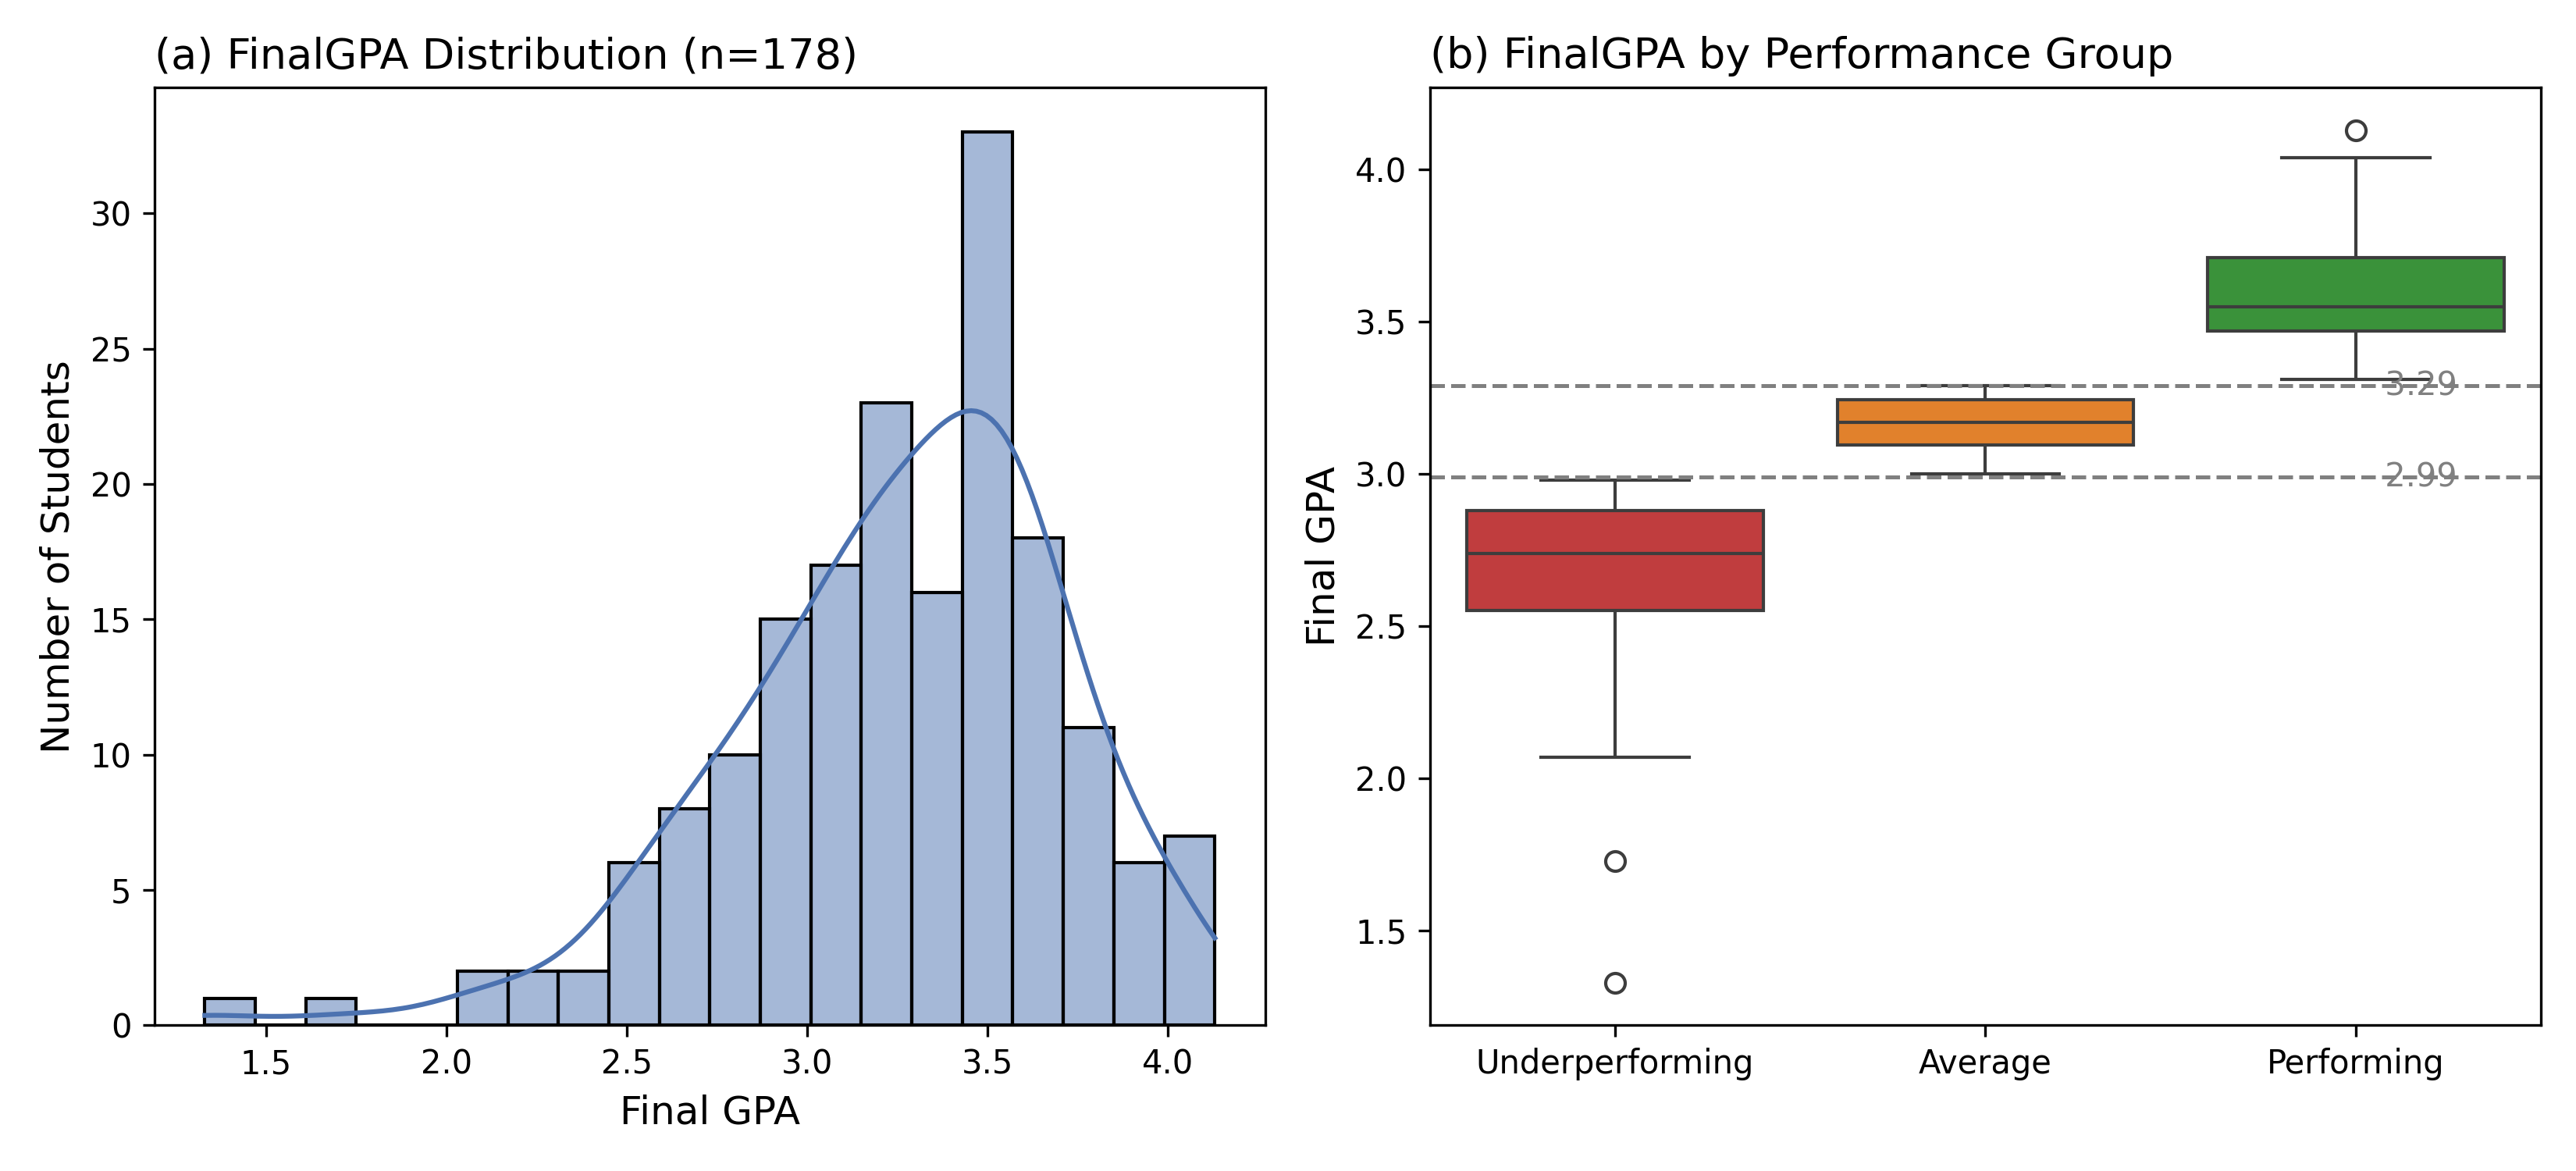 (a) FinalGPA Distribution (n=178)
Number of Students
30
25
20
15
10
5
0
1.5 2.0 2.5 3.0 3.5 4.0
Final GPA
(b) FinalGPA by Performance Group
Final GPA
4.0
3.5
3.0
2.5
2.0
1.5
3.29
2.99
Underperforming Average Performing